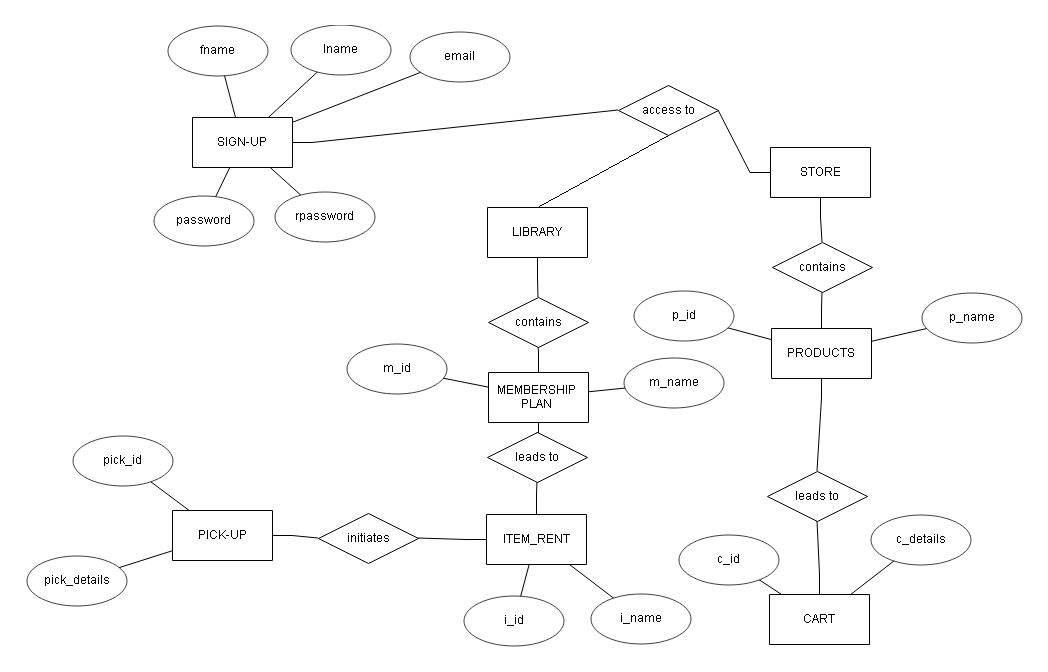 fname
lname
email
access to
SIGN-UP
STORE
password
rpassword
LIBRARY
contains
p_id
p_name
contains
PRODUCTS
m_id
m_name
MEMBERSHIP
PLAN
leads to
pick_id
leads to
PICK-UP
initiates
ITEM_RENT
c_details
c_id
pick_details
i_id
i_name
CART